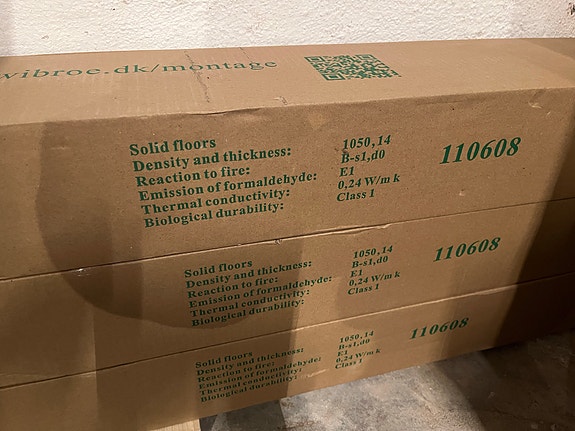 wibroe.dk/montage
Solid floors
Density and thickness: 1050,14
Reaction to fire: B-s1,d0
Emission of formaldehyde: E1
Thermal conductivity: 0,24 W/m k
Biological durability: Class 1
110608
Solid floors
Density and thickness: 1050,14
Reaction to fire: B-s1,d0
Emission of formaldehyde: E1
Thermal conductivity: 0,24 W/m k
Biological durability: Class 1
110608
Solid floors
Density and thickness: 1050,14
Reaction to fire: B-s1,d0
Emission of formaldehyde: E1
Thermal conductivity: 0,24 W/m k
Biological durability: Class 1
110608